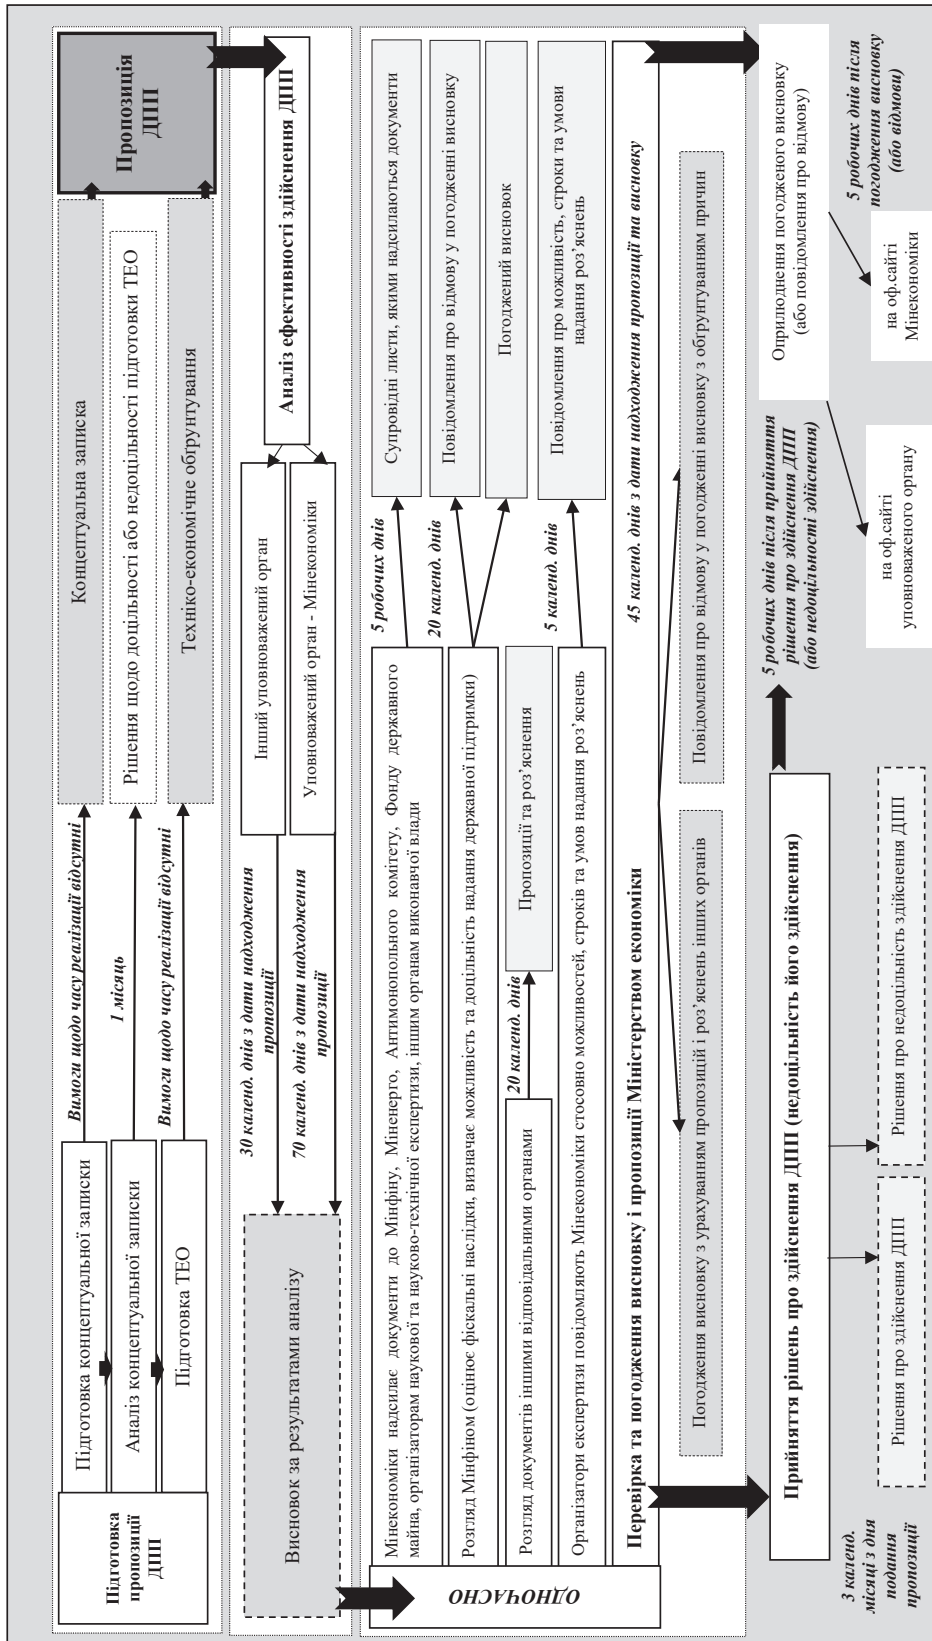 Підготовка
пропозиції
ДПП
Підготовка концептуальної записки
Аналіз концептуальної записки
Підготовка ТЕО
Вимоги щодо часу реалізації відсутні
1 місяць
Вимоги щодо часу реалізації відсутні
Концептуальна записка
Рішення щодо доцільності або недоцільності підготовки ТЕО
Техніко-економічне обґрунтування
Пропозиція
ДПП
Висновок за результатами аналізу
30 календ. днів з дати надходження
пропозиції
70 календ. днів з дати надходження
пропозиції
Інший уповноважений орган
Уповноважений орган - Мінекономіки
Аналіз ефективності здійснення ДПП
ОДНОЧАСНО
Мінекономіки надсилає документи до Мінфіну, Міненерго, Антимонопольного комітету, Фонду державного
майна, організаторам наукової та науково-технічної експертизи, іншим органам виконавчої влади
5 робочих днів
Супровідні листи, якими надсилаються документи
Розгляд Мінфіном (оцінює фіскальні наслідки, визначає можливість та доцільність надання державної підтримки)
20 календ. днів
Повідомлення про відмову у погодженні висновку
Погоджений висновок
Розгляд документів іншими відповідальними органами
20 календ. днів
Пропозиції та роз’яснення
Організатори експертизи повідомляють Мінекономіки стосовно можливостей, строків та умов надання роз’яснень
5 календ. днів
Повідомлення про можливість, строки та умови
надання роз’яснень
Перевірка та погодження висновку і пропозиції Міністерством економіки
45 календ. днів з дати надходження пропозиції та висновку
Погодження висновку з урахуванням пропозицій і роз’яснень інших органів
Повідомлення про відмову у погодженні висновку з обґрунтуванням причин
Прийняття рішень про здійснення ДПП (недоцільність його здійснення)
3 календ.
місяці з дня
подання
пропозиції
Рішення про здійснення ДПП
Рішення про недоцільність здійснення ДПП
5 робочих днів після прийняття
рішення про здійснення ДПП
(або недоцільності здійснення)
Оприлюднення погодженого висновку
(або повідомлення про відмову)
5 робочих днів після
погодження висновку
(або відмови)
на оф.сайті
уповноваженого органу
на оф.сайті
Мінекономіки